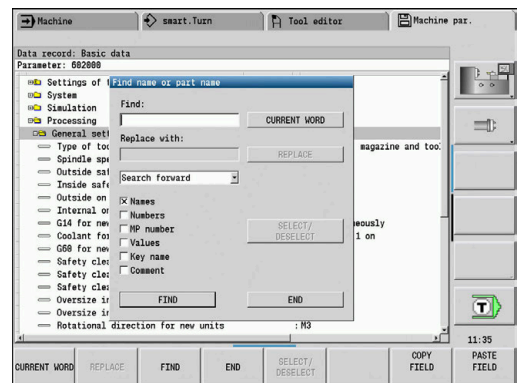 Machine
smart.Turn
Tool editor
Machine par.
Data record: Basic data
Parameter: 602000
Settings of
System
Simulation
Processing
General set
Type of too
magazine and too
Spindle spe
Outside saf
Inside safe
Outside on
Internal on
G14 for new
eously
Coolant for
1 on
G60 for new
Safety clea
Safety clea
Safety clea
Oversize in
Oversize in
Rotational direction for new units : M3
Find name or part name
Find:
CURRENT WORD
Replace with:
REPLACE
Search forward
Names
Numbers
MP number
Values
Key name
Comment
SELECT/
DESELECT
FIND
END
T
11:35
CURRENT WORD
REPLACE
FIND
END
SELECT/
DESELECT
COPY
FIELD
PASTE
FIELD